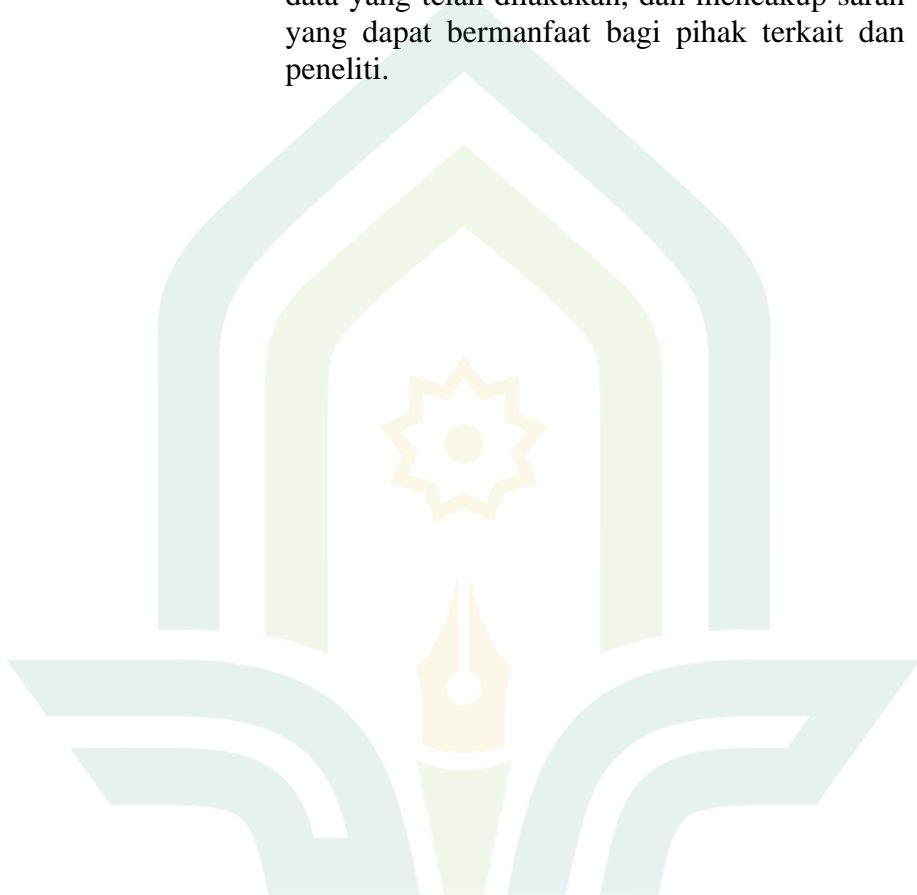 data yang telah dilakukan, dan mencakup saran
yang dapat bermanfaat bagi pihak terkait dan
peneliti.